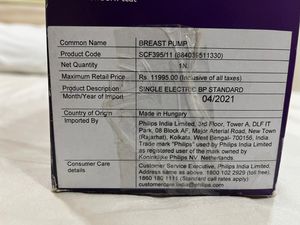 Common Name BREAST PUMP
Product SCF395/11 (884039511330)
Net Quantity 1N
Maximum Retail Price Rs. 11995.00 (Inclusive of all taxes)
Product Description SINGLE ELECTRIC BP STANDARD
Month/Year of Import 04/2021
Country of Origin Made in Hungary
Imported By Philips India Limited, 3rd Floor, Tower A, DLF IT
Park, 08 Block AF, Major Arterial Road, New Town
(Rajarhat), Kolkata. West Bengal- 700156, India.
Trade mark "Philips" used by Philips India Limited
as registered user of the mark owned by
Koninklijke Philips NV. Netherlands.
Consumer Care Customer Service Executive, Philips India Limited,
details Address same as above. 1800 102 2929 (toll free).
1860 180 1111 (Standard call rates apply)
customercare.india@philips.com